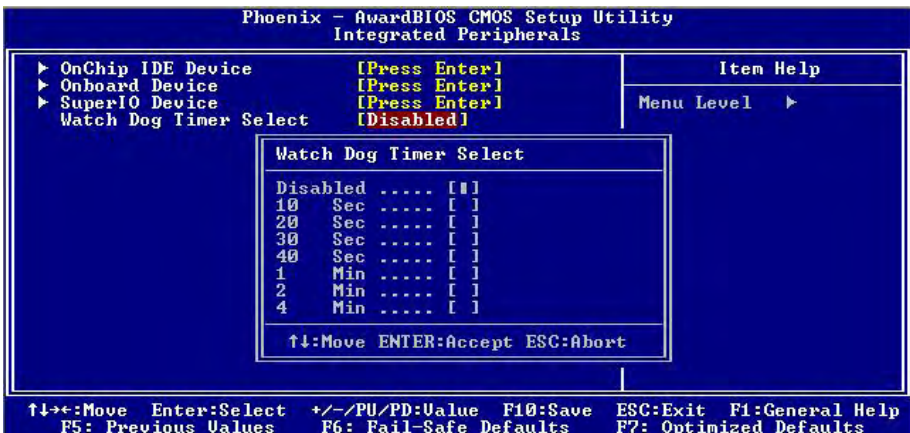 Phoenix - AwardBIOS CMOS Setup Utility
Integrated Peripherals
► OnChip IDE Device [Press Enter]
► Onboard Device [Press Enter]
► SuperIO Device [Press Enter]
Watch Dog Timer Select [Disabled]
Item Help
Menu Level ►
Watch Dog Timer Select
Disabled ..... [■]
10 Sec ..... [ ]
20 Sec ..... [ ]
30 Sec ..... [ ]
40 Sec ..... [ ]
1 Min ..... [ ]
2 Min ..... [ ]
4 Min ..... [ ]
↑↓:Move ENTER:Accept ESC:Abort
↑↓→←:Move Enter:Select +/-/PU/PD:Value F10:Save ESC:Exit F1:General Help
F5: Previous Values F6: Fail-Safe Defaults F7: Optimized Defaults